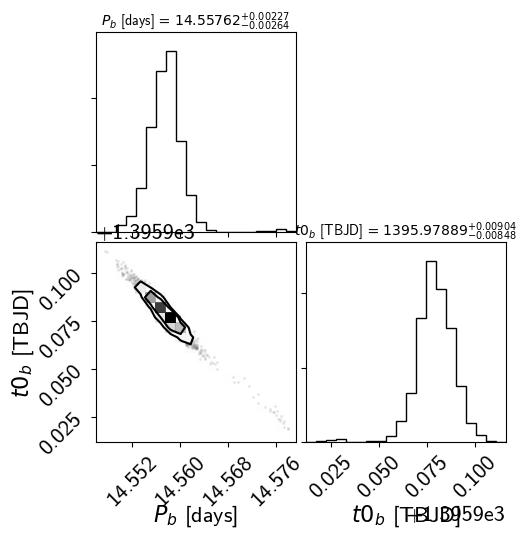 P_b [days] = 14.55762^{+0.00227}_{−0.00264}
+1.3959e3
t0_b [TBJD] = 1395.97889^{+0.00904}_{−0.00848}
0.100
0.075
0.050
0.025
t0_b [TBJD]
14.552 14.560 14.568 14.576
P_b [days]
0.025 0.050 0.075 0.100
t0_b [TBJD]
+1.3959e3